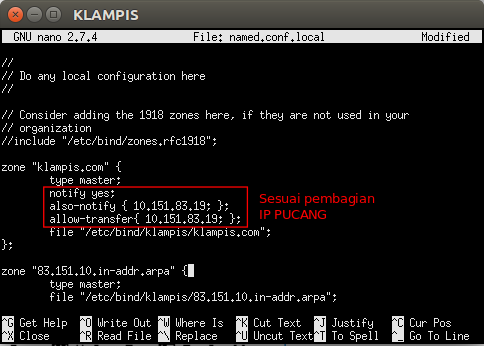 KLAMPIS
GNU nano 2.7.4 File: named.conf.local Modified
//
// Do any local configuration here
//
// Consider adding the 1918 zones here, if they are not used in your
// organization
//include "/etc/bind/zones.rfc1918";
zone "klampis.com" {
type master;
notify yes;
also-notify { 10.151.83.19; };
allow-transfer{ 10.151.83.19; };
file "/etc/bind/klampis/klampis.com";
};
Sesuai pembagian
IP PUCANG
zone "83.151.10.in-addr.arpa" {
type master;
file "/etc/bind/klampis/83.151.10.in-addr.arpa";
^G Get Help ^O Write Out ^W Where Is ^K Cut Text ^J Justify ^C Cur Pos
^X Close ^R Read File ^\ Replace ^U Uncut Text ^T To Spell ^_ Go To Line